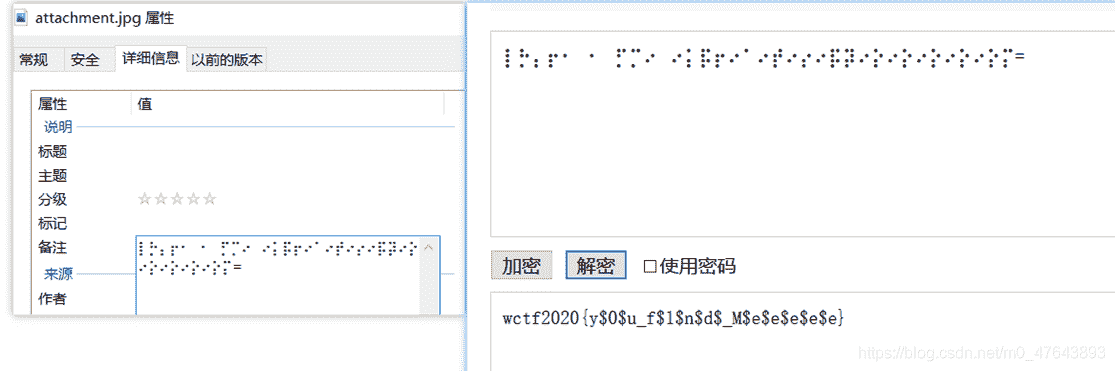 attachment.jpg 属性
常规 安全 详细信息 以前的版本
属性 值
说明
标题
主题
分级 ☆☆☆☆☆
标记
备注
来源
作者
加密 解密 使用密码
wctf2020{y$0$u_f$1$n$d$_M$e$e$e$e$e}
https://blog.csdn.net/m0_47643893